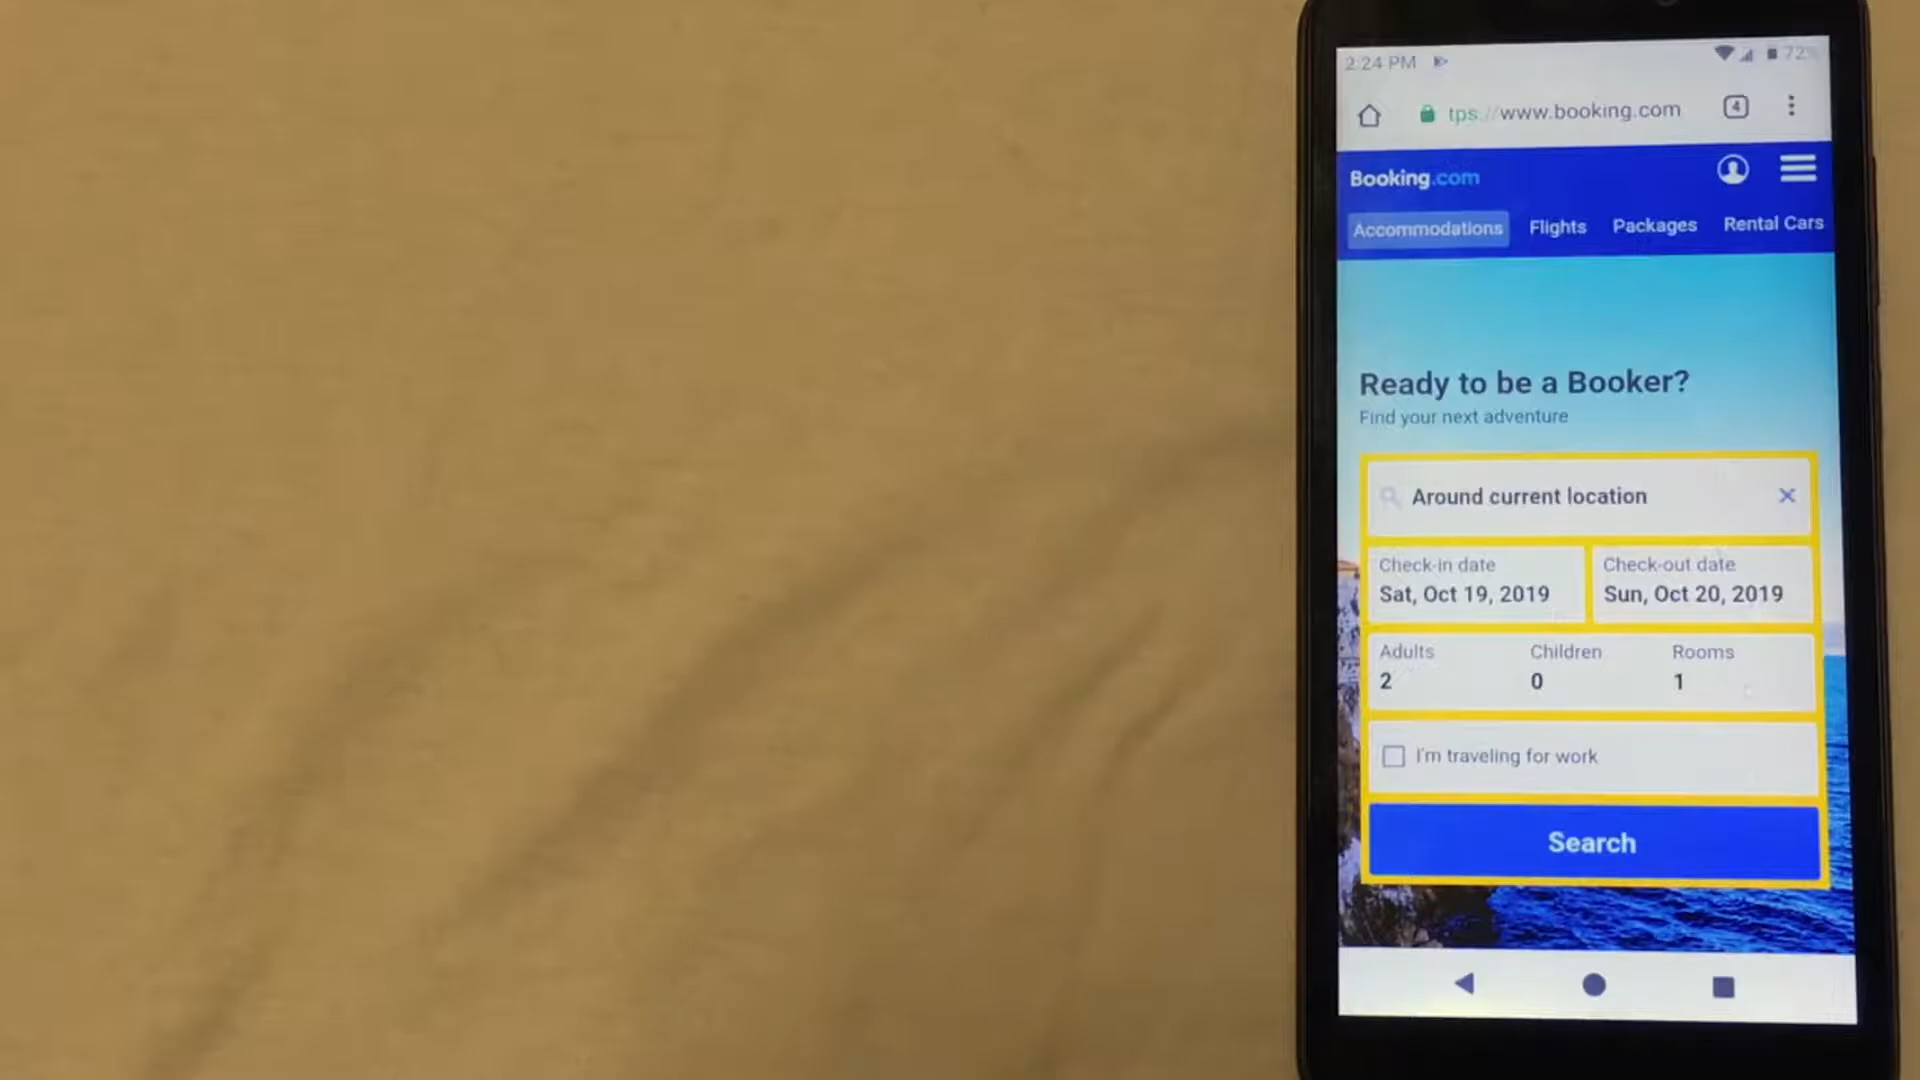 2:24 PM 72%
tps://www.booking.com 4
Booking.com
Accommodations Flights Packages Rental Cars
Ready to be a Booker?
Find your next adventure
Around current location
Check-in date Check-out date
Sat, Oct 19, 2019 Sun, Oct 20, 2019
Adults Children Rooms
2 0 1
I'm traveling for work
Search